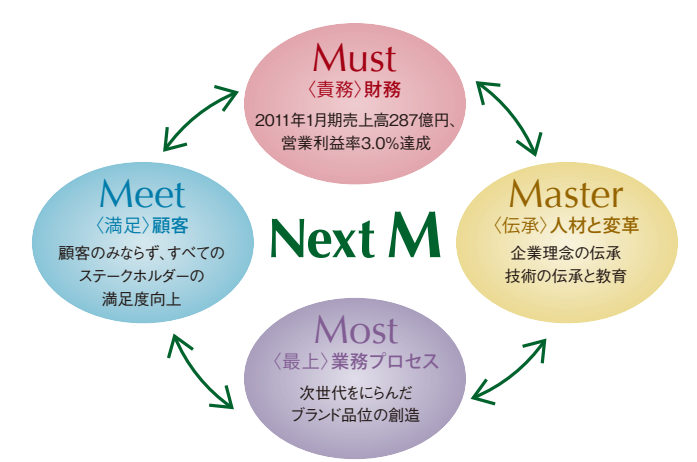 Must
〈責務〉財務
2011年1月期売上高287億円、
営業利益率3.0%達成
Meet
〈満足〉顧客
顧客のみならず、すべての
ステークホルダーの
満足度向上
Next M
Master
〈伝承〉人材と変革
企業理念の伝承
技術の伝承と教育
Most
〈最上〉業務プロセス
次世代をにらんだ
ブランド品位の創造